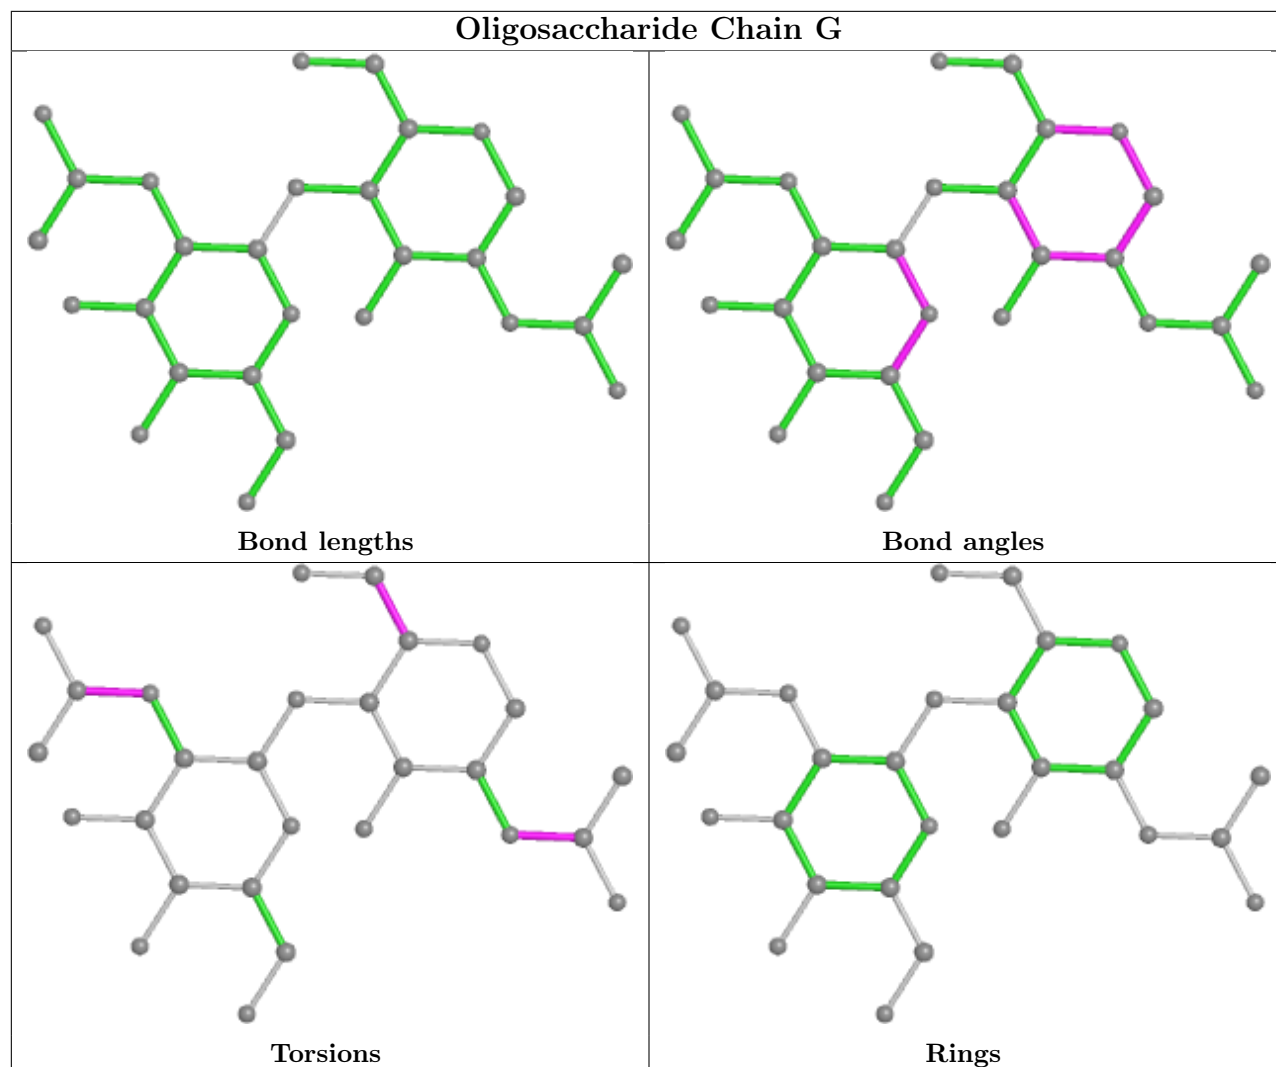 Oligosaccharide Chain G
Bond lengths
Bond angles
Torsions
Rings